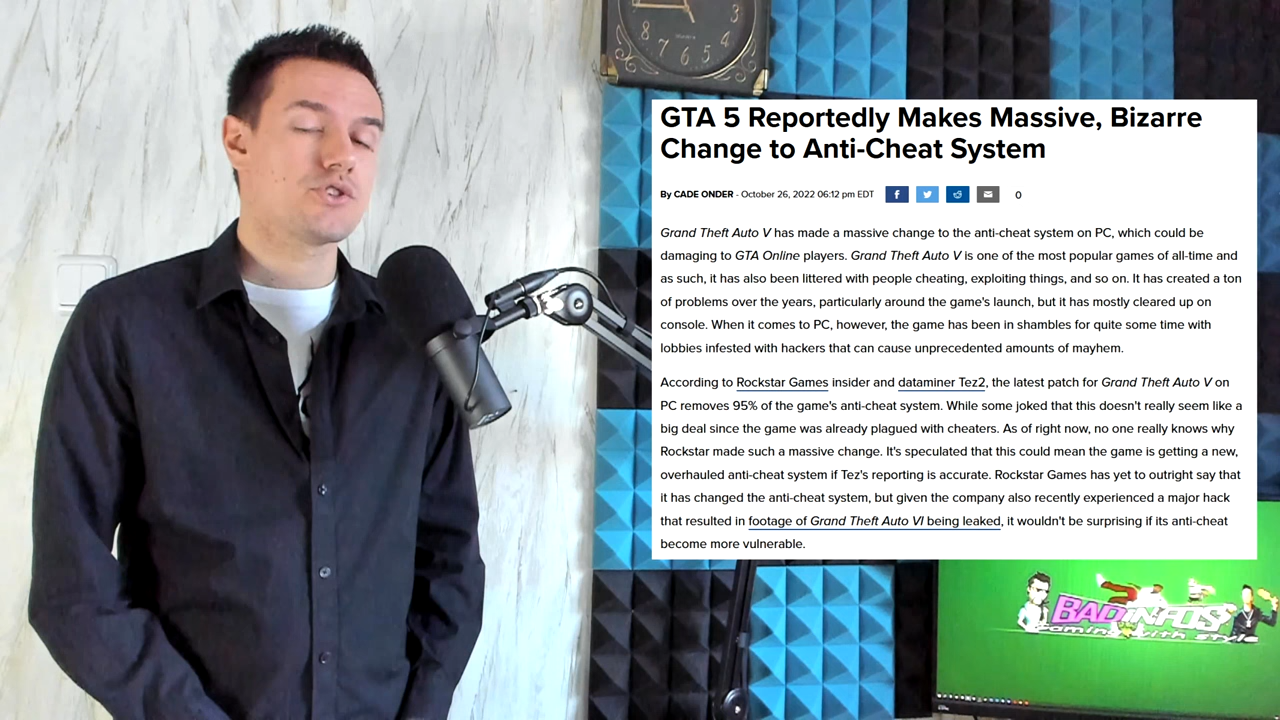 3
8
7
6
5
4
GTA 5 Reportedly Makes Massive, Bizarre
Change to Anti-Cheat System
By CADE ONDER - October 26, 2022 06:12 pm EDT
f
0
Grand Theft Auto V has made a massive change to the anti-cheat system on PC, which could be
damaging to GTA Online players. Grand Theft Auto V is one of the most popular games of all-time and
as such, it has also been littered with people cheating, exploiting things, and so on. It has created a ton
of problems over the years, particularly around the game's launch, but it has mostly cleared up on
console. When it comes to PC, however, the game has been in shambles for quite some time with
lobbies infested with hackers that can cause unprecedented amounts of mayhem.
According to Rockstar Games insider and dataminer Tez2, the latest patch for Grand Theft Auto V on
PC removes 95% of the game's anti-cheat system. While some joked that this doesn't really seem like a
big deal since the game was already plagued with cheaters. As of right now, no one really knows why
Rockstar made such a massive change. It's speculated that this could mean the game is getting a new,
overhauled anti-cheat system if Tez's reporting is accurate. Rockstar Games has yet to outright say that
it has changed the anti-cheat system, but given the company also recently experienced a major hack
that resulted in footage of Grand Theft Auto VI being leaked, it wouldn't be surprising if its anti-cheat
become more vulnerable.
BADINFOS
Gaming with style